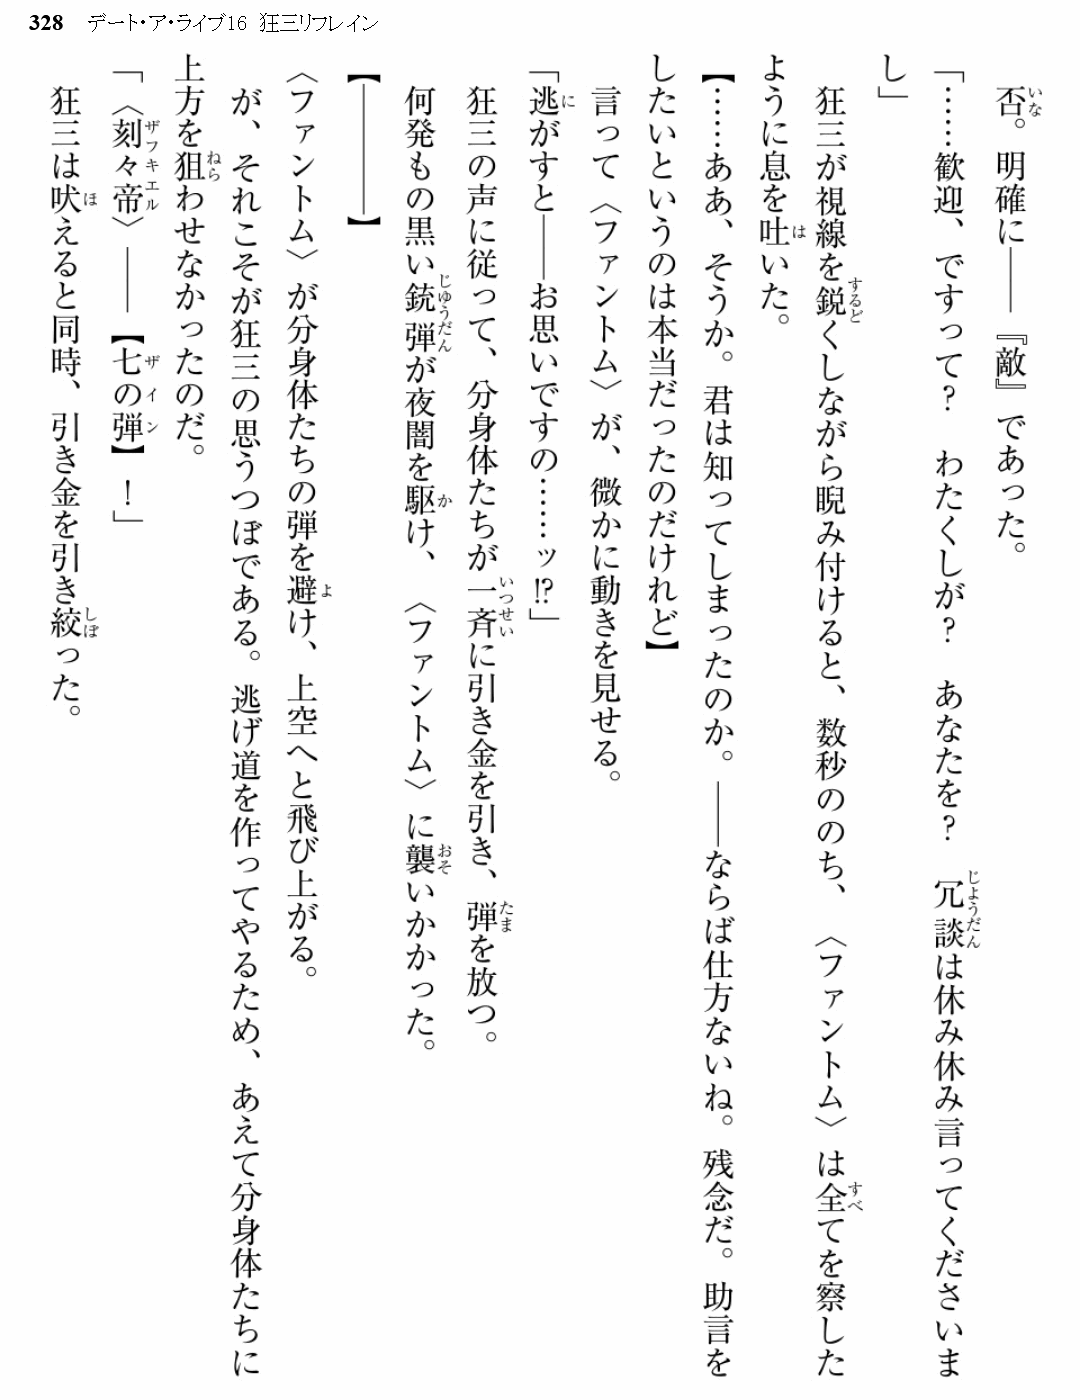 328 デート・ア・ライブ16 狂三リフレイン
否。明確に――『敵』であった。
「……歓迎、ですって？　わたくしが？　あなたを？　冗談は休み休み言ってくださいま
し」
狂三が視線を鋭くしながら睨み付けると、数秒ののち、〈ファントム〉は全てを察した
ように息を吐いた。
【……ああ、そうか。君は知ってしまったのか。――ならば仕方ないね。残念だ。助言を
したいというのは本当だったのだけれど】
言って〈ファントム〉が、微かに動きを見せる。
「逃がすと――お思いですの……ッ!?」
狂三の声に従って、分身体たちが一斉に引き金を引き、弾を放つ。
何発もの黒い銃弾が夜闇を駆け、〈ファントム〉に襲いかかった。
【――――】
〈ファントム〉が分身体たちの弾を避け、上空へと飛び上がる。
が、それこそが狂三の思うつぼである。逃げ道を作ってやるため、あえて分身体たちに
上方を狙わせなかったのだ。
「〈刻々帝〉――【七の弾】！」
狂三は吠えると同時、引き金を引き絞った。